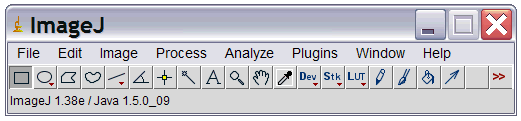 ImageJ
File Edit Image Process Analyze Plugins Window Help
A Dev Stk LUT >>
ImageJ 1.38e / Java 1.5.0_09